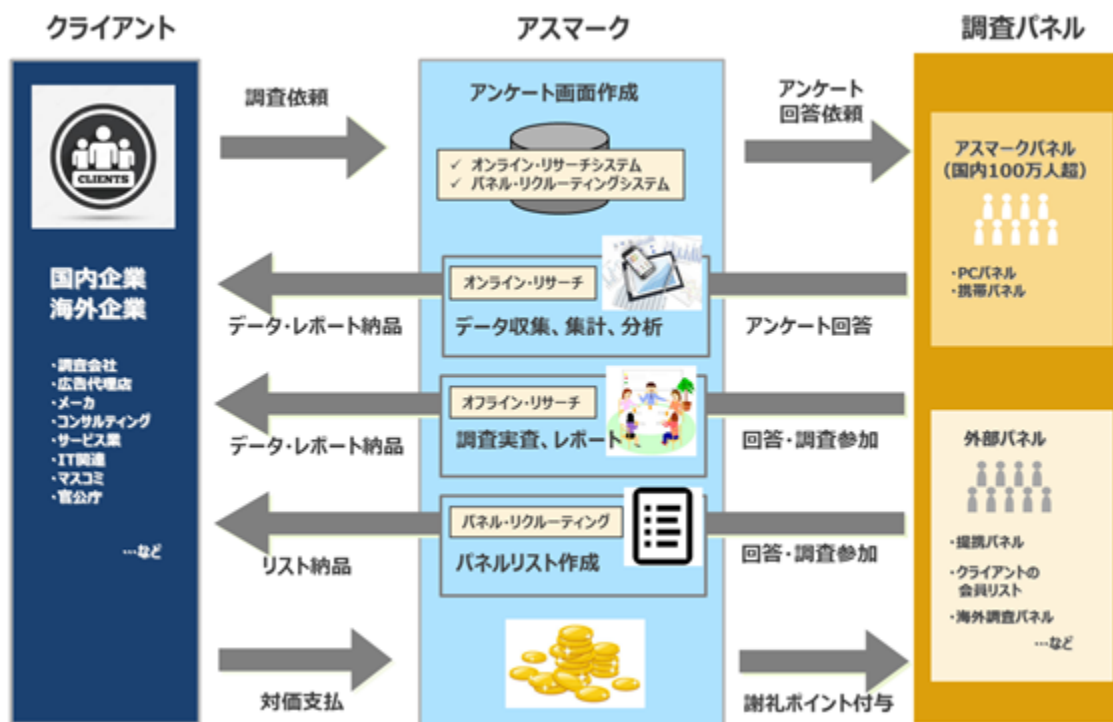 クライアント
アスマーク
調査パネル
CLIENTS
国内企業
海外企業
・調査会社
・広告代理店
・メーカ
・コンサルティング
・サービス業
・IT関連
・マスコミ
・官公庁
…など
調査依頼
データ・レポート納品
データ・レポート納品
リスト納品
対価支払
アンケート画面作成
✓ オンライン・リサーチシステム
✓ パネル・リクルーティングシステム
オンライン・リサーチ
データ収集、集計、分析
オフライン・リサーチ
調査実査、レポート
パネル・リクルーティング
パネルリスト作成
アンケート
回答依頼
アンケート回答
回答・調査参加
回答・調査参加
謝礼ポイント付与
アスマークパネル
(国内100万人超)
・PCパネル
・携帯パネル
外部パネル
・提携パネル
・クライアントの
会員リスト
・海外調査パネル
…など